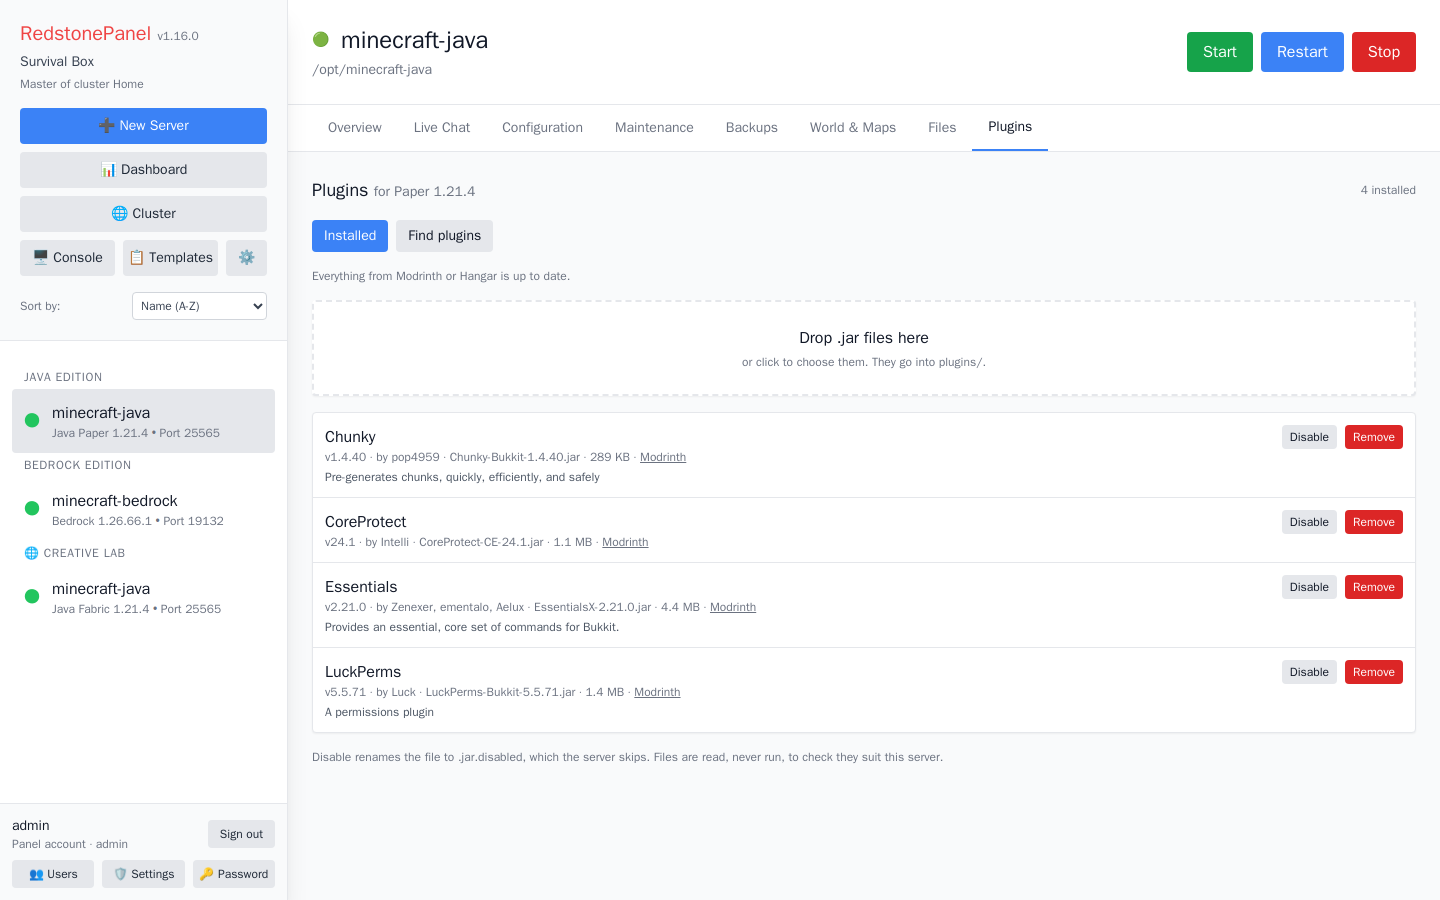 RedstonePanel v1.16.0
Survival Box
Master of cluster Home
➕ New Server
📊 Dashboard
🌐 Cluster
🖥️ Console
📋 Templates
⚙️
Sort by:
Name (A-Z)
JAVA EDITION
minecraft-java
Java Paper 1.21.4 • Port 25565
BEDROCK EDITION
minecraft-bedrock
Bedrock 1.26.66.1 • Port 19132
🌐 CREATIVE LAB
minecraft-java
Java Fabric 1.21.4 • Port 25565
admin
Panel account · admin
Sign out
👥 Users
🛡️ Settings
🔑 Password
minecraft-java
/opt/minecraft-java
Start
Restart
Stop
Overview
Live Chat
Configuration
Maintenance
Backups
World & Maps
Files
Plugins
Plugins for Paper 1.21.4
4 installed
Installed
Find plugins
Everything from Modrinth or Hangar is up to date.
Drop .jar files here
or click to choose them. They go into plugins/.
Chunky
v1.4.40 · by pop4959 · Chunky-Bukkit-1.4.40.jar · 289 KB · Modrinth
Pre-generates chunks, quickly, efficiently, and safely
Disable
Remove
CoreProtect
v24.1 · by Intelli · CoreProtect-CE-24.1.jar · 1.1 MB · Modrinth
Disable
Remove
Essentials
v2.21.0 · by Zenexer, ementalo, Aelux · EssentialsX-2.21.0.jar · 4.4 MB · Modrinth
Provides an essential, core set of commands for Bukkit.
Disable
Remove
LuckPerms
v5.5.71 · by Luck · LuckPerms-Bukkit-5.5.71.jar · 1.4 MB · Modrinth
A permissions plugin
Disable
Remove
Disable renames the file to .jar.disabled, which the server skips. Files are read, never run, to check they suit this server.